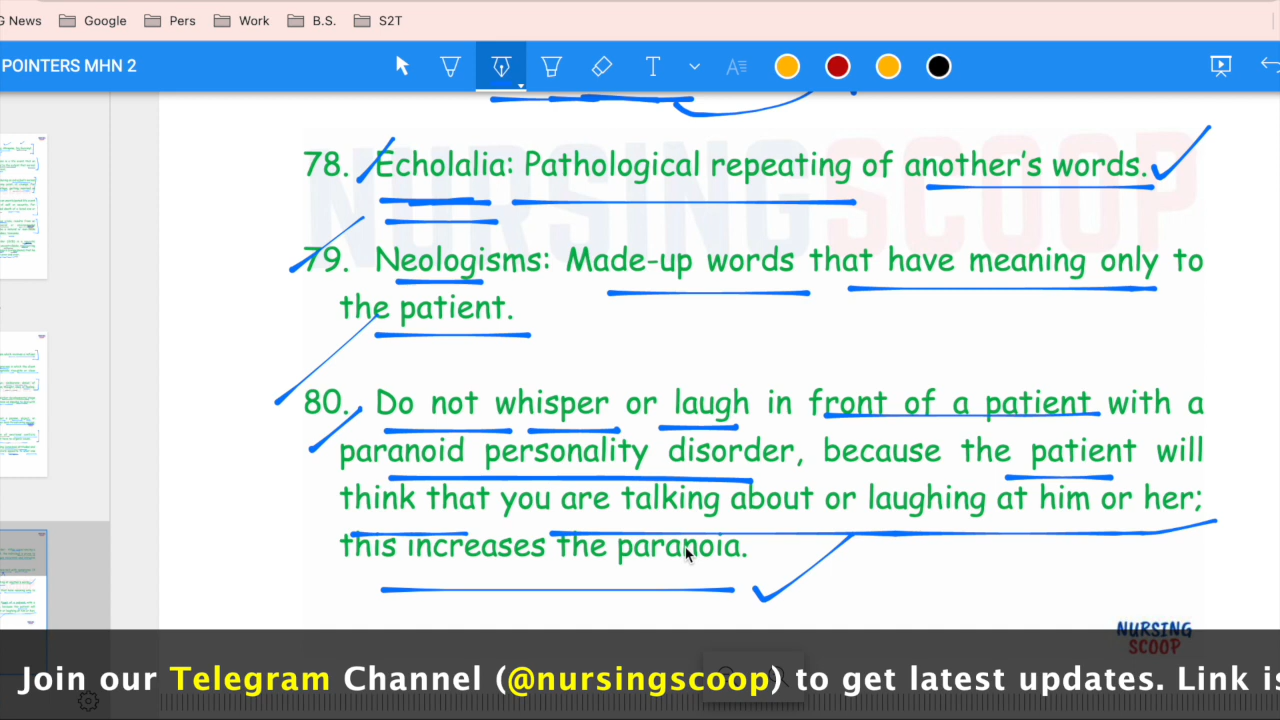 G News Google Pers Work B.S. S2T
POINTERS MHN 2
78. Echolalia: Pathological repeating of another's words.
79. Neologisms: Made-up words that have meaning only to
the patient.
80. Do not whisper or laugh in front of a patient with a
paranoid personality disorder, because the patient will
think that you are talking about or laughing at him or her;
this increases the paranoia.
NURSINGSCOOP
NURSING
SCOOP
Join our Telegram Channel (@nursingscoop) to get latest updates. Link is